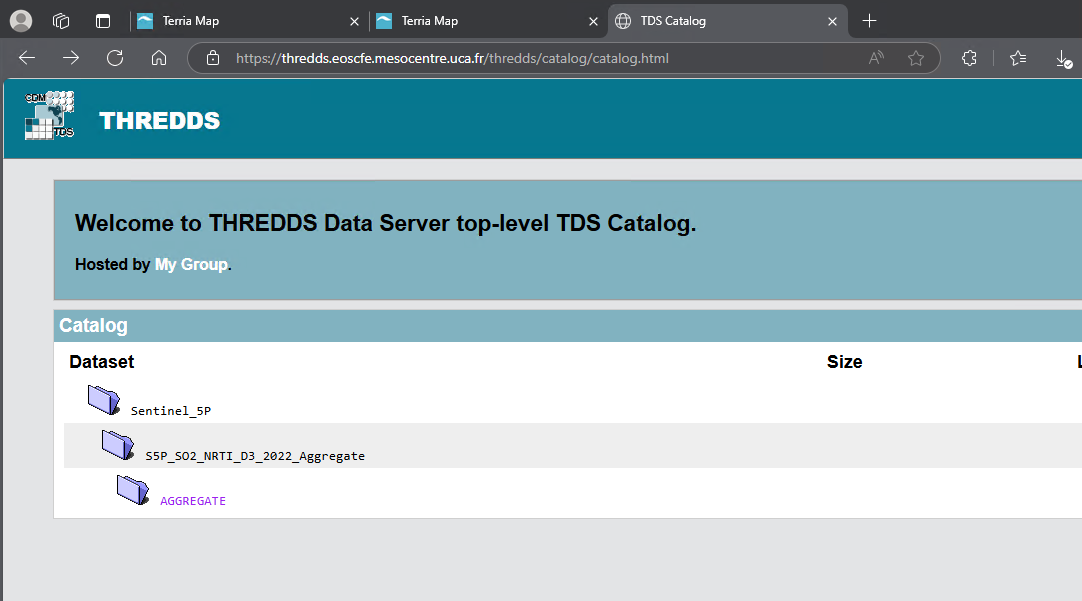 Terria Map
Terria Map
TDS Catalog
https://thredds.eoscfe.mesocentre.uca.fr/thredds/catalog/catalog.html
CDM
TDS
THREDDS
Welcome to THREDDS Data Server top-level TDS Catalog.
Hosted by My Group.
Catalog
Dataset Size
Sentinel_5P
S5P_SO2_NRTI_D3_2022_Aggregate
AGGREGATE